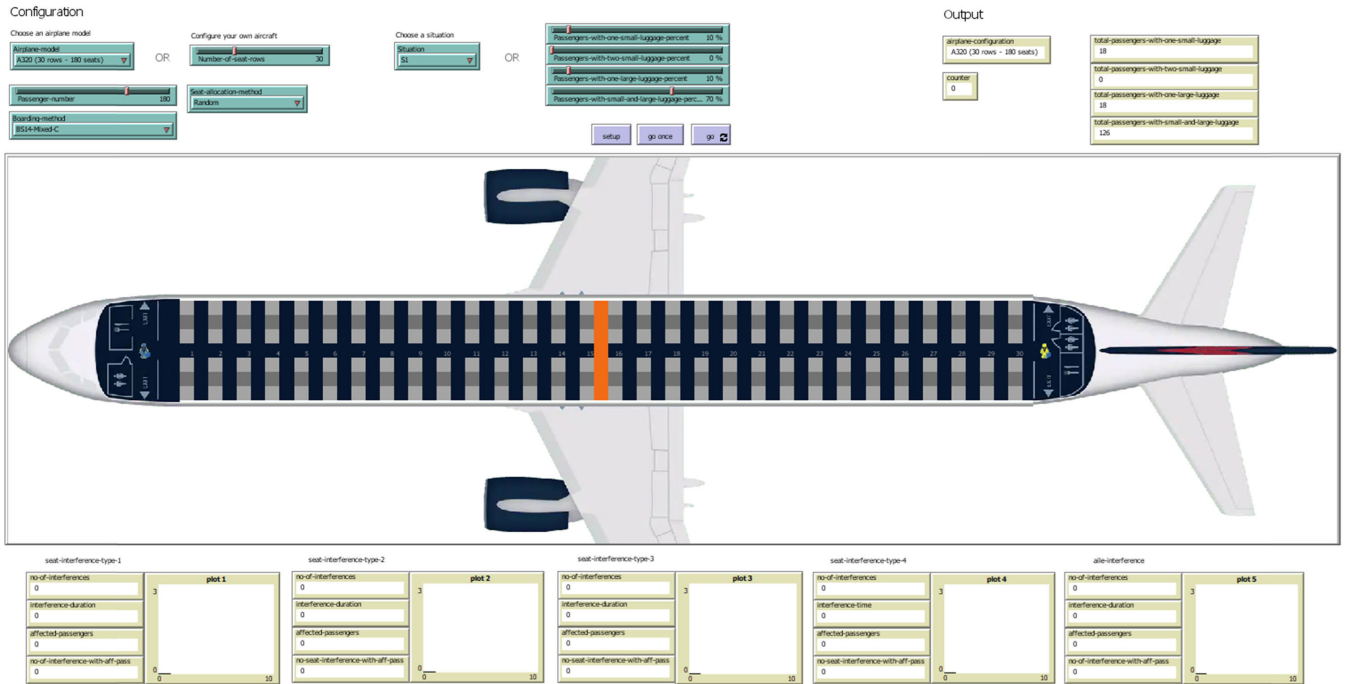 Configuration
Output
Choose an airplane model
Airplane-model
A320 (30 rows - 180 seats)
OR
Configure your own aircraft
Number-of-seat-rows 30
Choose a situation
Situation
S1
OR
Passengers-with-one-small-luggage-percent 10 %
Passengers-with-two-small-luggage-percent 0 %
Passengers-with-one-large-luggage-percent 10 %
Passengers-with-small-and-large-luggage-perc... 70 %
airplane-configuration
A320 (30 rows - 180 seats)
counter
0
total-passengers-with-one-small-luggage
18
total-passengers-with-two-small-luggage
0
total-passengers-with-one-large-luggage
18
total-passengers-with-small-and-large-luggage
126
Passenger-number 180
Seat-allocation-method
Random
Boarding-method
BS14-Mixed-C
setup go once go
EXIT EXIT
1 2 3 4 5 6 7 8 9 10 11 12 13 14 15 16 17 18 19 20 21 22 23 24 25 26 27 28 29 30
EXIT EXIT
seat-interference-type-1
no-of-interferences
0
interference-duration
0
affected-passengers
0
no-of-interference-with-aff-pass
0
plot 1
3
0
0 10
seat-interference-type-2
no-of-interferences
0
interference-duration
0
affected-passengers
0
no-seat-interference-with-aff-pass
0
plot 2
3
0
0 10
seat-interference-type-3
no-of-interferences
0
interference-duration
0
affected-passengers
0
no-seat-interference-with-aff-pass
0
plot 3
3
0
0 10
seat-interference-type-4
no-of-interferences
0
interference-time
0
affected-passengers
0
no-seat-interference-with-aff-pass
0
plot 4
3
0
0 10
aile-interference
no-of-interferences
0
interference-duration
0
affected-passengers
0
no-of-interference-with-aff-pass
0
plot 5
3
0
0 10